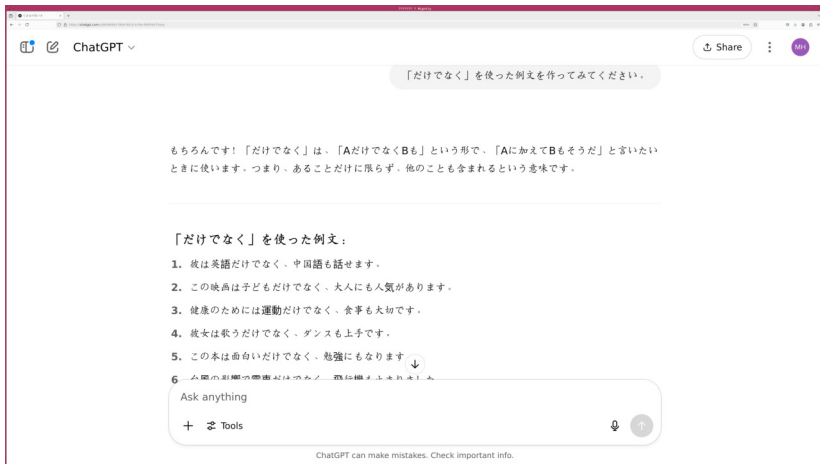 ChatGPT
Share
MH
「だけでなく」を使った例文を作ってみてください。
もちろんです！「だけでなく」は、「AだけでなくBも」という形で、「Aに加えてBもそうだ」と言いたい
ときに使います。つまり、あることだけに限らず、他のことも含まれるという意味です。
「だけでなく」を使った例文：
1. 彼は英語だけでなく、中国語も話せます。
2. この映画は子どもだけでなく、大人にも人気があります。
3. 健康のためには運動だけでなく、食事も大切です。
4. 彼女は歌うだけでなく、ダンスも上手です。
5. この本は面白いだけでなく、勉強にもなります
6
Ask anything
Tools
ChatGPT can make mistakes. Check important info.